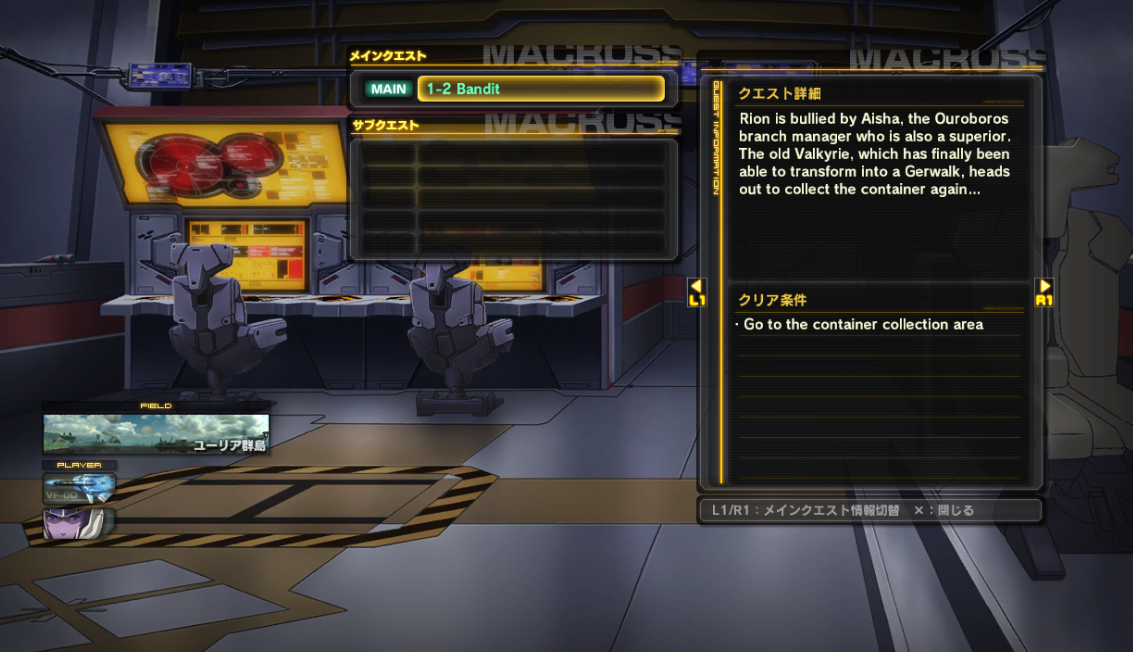 MACROSS
メインクエスト
MAIN 1-2 Bandit
MACROSS
サブクエスト
MACROSS
QUEST INFORMATION
クエスト詳細
Rion is bullied by Aisha, the Ouroboros
branch manager who is also a superior.
The old Valkyrie, which has finally been
able to transform into a Gerwalk, heads
out to collect the container again...
L1
R1
クリア条件
· Go to the container collection area
L1/R1：メインクエスト情報切替　×：閉じる
FIELD
ユーリア群島
PLAYER
VF-0D